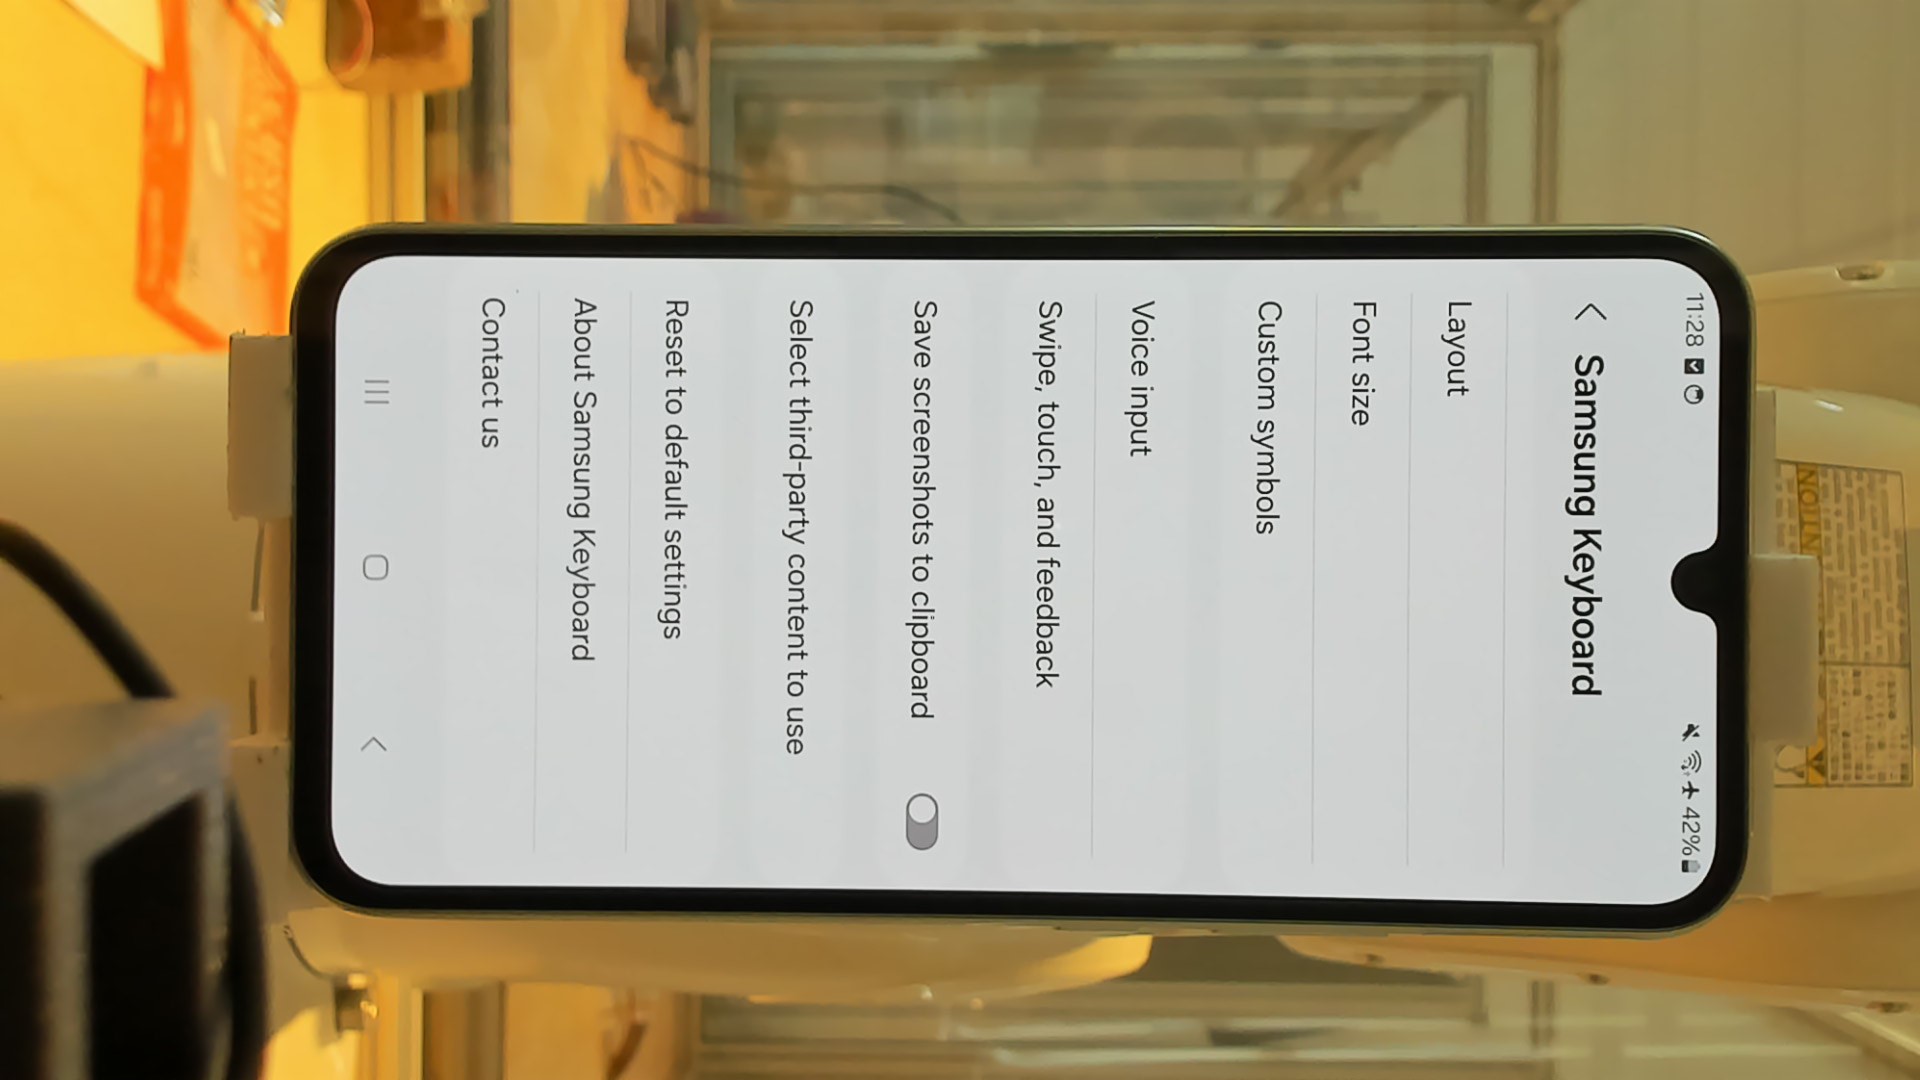 11:28
42%
Samsung Keyboard
Layout
Font size
Custom symbols
Voice input
Swipe, touch, and feedback
Save screenshots to clipboard
Select third-party content to use
Reset to default settings
About Samsung Keyboard
Contact us